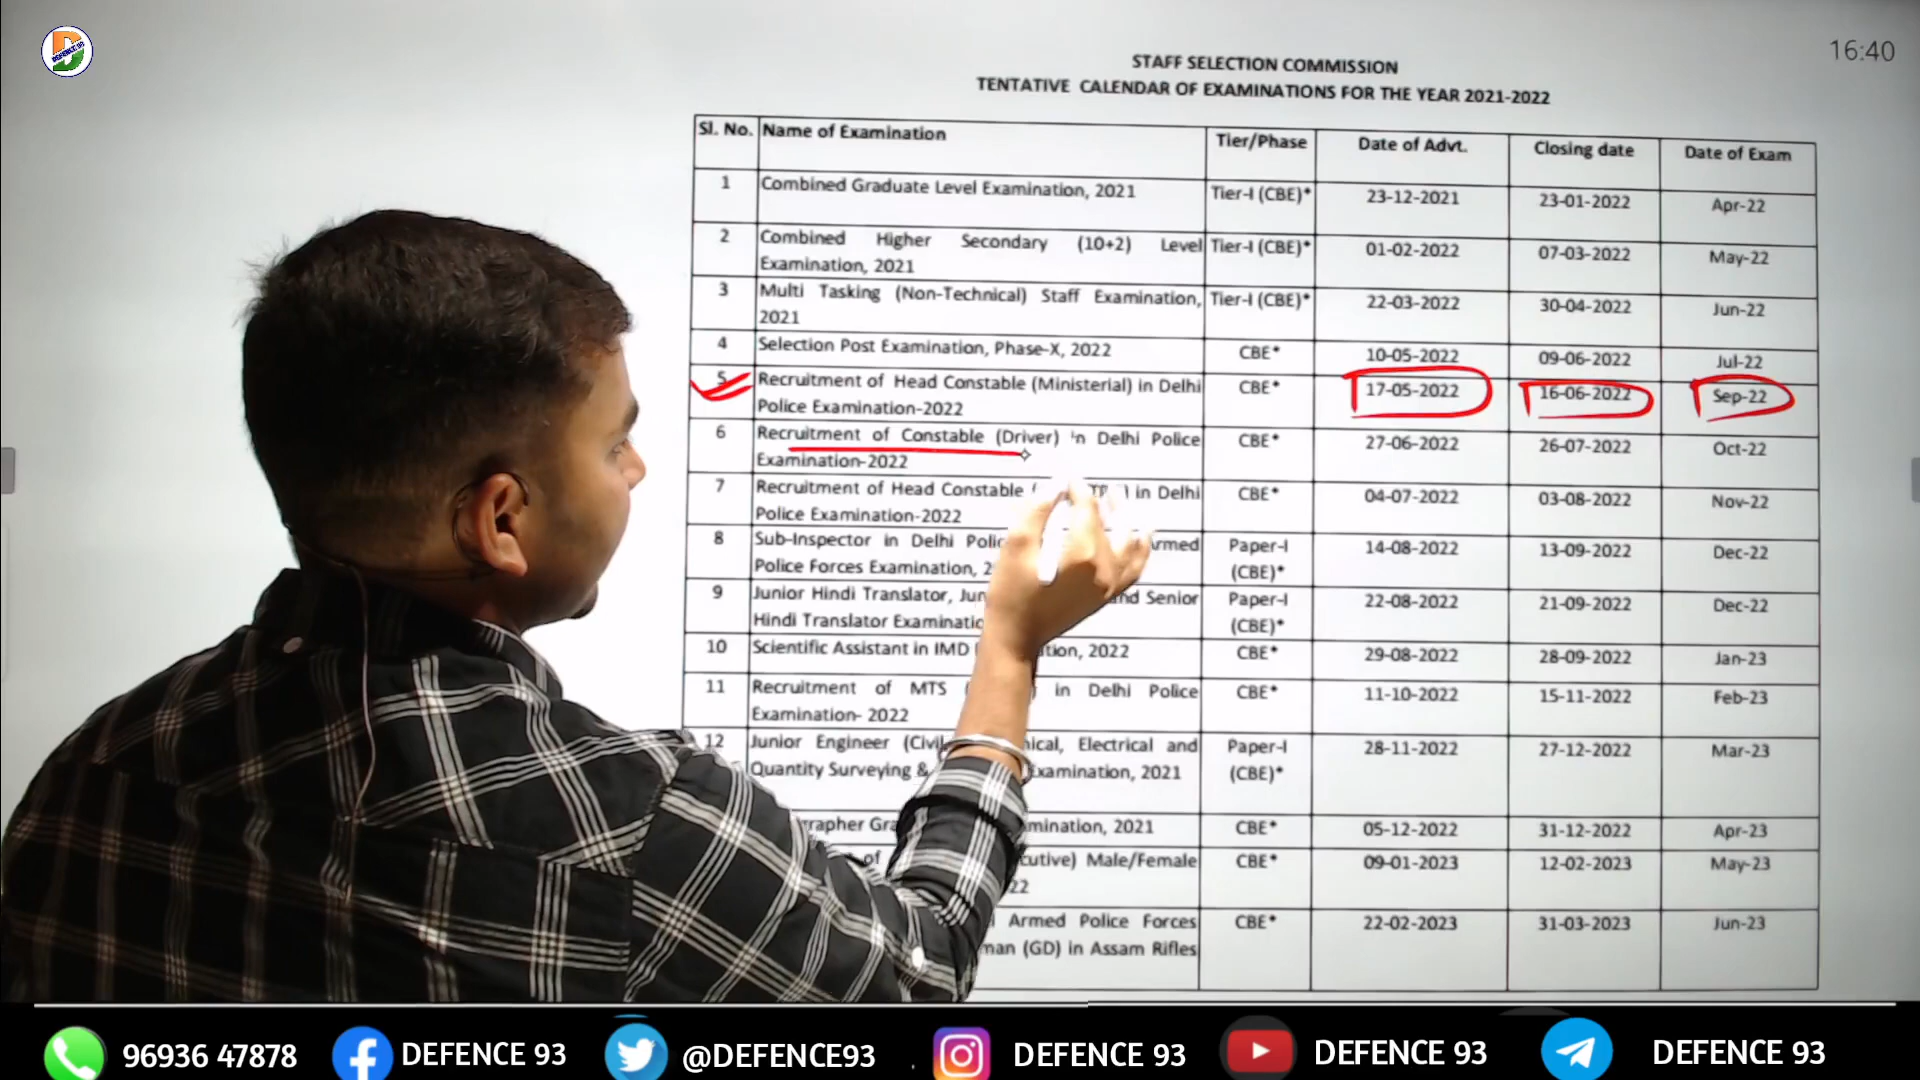 DEFENCE 93
16:40
STAFF SELECTION COMMISSION
TENTATIVE CALENDAR OF EXAMINATIONS FOR THE YEAR 2021-2022
Sl. No. Name of Examination Tier/Phase Date of Advt. Closing date Date of Exam
1 Combined Graduate Level Examination, 2021 Tier-I (CBE)* 23-12-2021 23-01-2022 Apr-22
2 Combined Higher Secondary (10+2) Level Tier-I (CBE)* 01-02-2022 07-03-2022 May-22
Examination, 2021
3 Multi Tasking (Non-Technical) Staff Examination, Tier-I (CBE)* 22-03-2022 30-04-2022 Jun-22
2021
4 Selection Post Examination, Phase-X, 2022 CBE* 10-05-2022 09-06-2022 Jul-22
5 Recruitment of Head Constable (Ministerial) in Delhi CBE* 17-05-2022 16-06-2022 Sep-22
Police Examination-2022
6 Recruitment of Constable (Driver) in Delhi Police CBE* 27-06-2022 26-07-2022 Oct-22
Examination-2022
7 Recruitment of Head Constable in Delhi CBE* 04-07-2022 03-08-2022 Nov-22
Police Examination-2022
8 Sub-Inspector in Delhi Paper-I 14-08-2022 13-09-2022 Dec-22
Police Forces Examination, (CBE)*
9 Junior Hindi Translator, Senior Paper-I 22-08-2022 21-09-2022 Dec-22
Hindi Translator (CBE)*
10 Scientific Assistant in IMD 2022 CBE* 29-08-2022 28-09-2022 Jan-23
11 Recruitment of MTS in Delhi Police CBE* 11-10-2022 15-11-2022 Feb-23
Examination- 2022
12 Junior Engineer Electrical and Paper-I 28-11-2022 27-12-2022 Mar-23
Quantity Surveying & Examination, 2021 (CBE)*
2021 CBE* 05-12-2022 31-12-2022 Apr-23
of Male/Female CBE* 09-01-2023 12-02-2023 May-23
Armed Police Forces CBE* 22-02-2023 31-03-2023 Jun-23
(GD) in Assam Rifles
96936 47878 DEFENCE 93 @DEFENCE93 DEFENCE 93 DEFENCE 93 DEFENCE 93